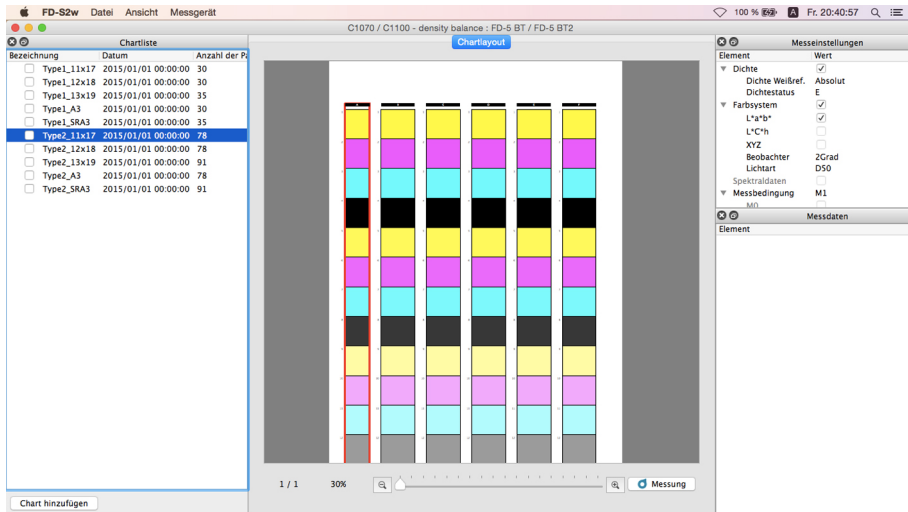 FD-S2w Datei Ansicht Messgerät 100 % Fr. 20:40:57
C1070 / C1100 - density balance : FD-5 BT / FD-5 BT2
Chartliste
Bezeichnung Datum Anzahl der Pa
Type1_11x17 2015/01/01 00:00:00 30
Type1_12x18 2015/01/01 00:00:00 30
Type1_13x19 2015/01/01 00:00:00 35
Type1_A3 2015/01/01 00:00:00 30
Type1_SRA3 2015/01/01 00:00:00 35
Type2_11x17 2015/01/01 00:00:00 78
Type2_12x18 2015/01/01 00:00:00 78
Type2_13x19 2015/01/01 00:00:00 91
Type2_A3 2015/01/01 00:00:00 78
Type2_SRA3 2015/01/01 00:00:00 91
Chart hinzufügen
Chartlayout
1 / 1 30% Messung
Messeinstellungen
Element Wert
Dichte
Dichte Weißref. Absolut
Dichtestatus E
Farbsystem
L*a*b*
L*C*h
XYZ
Beobachter 2Grad
Lichtart D50
Spektraldaten
Messbedingung M1
M0
Messdaten
Element